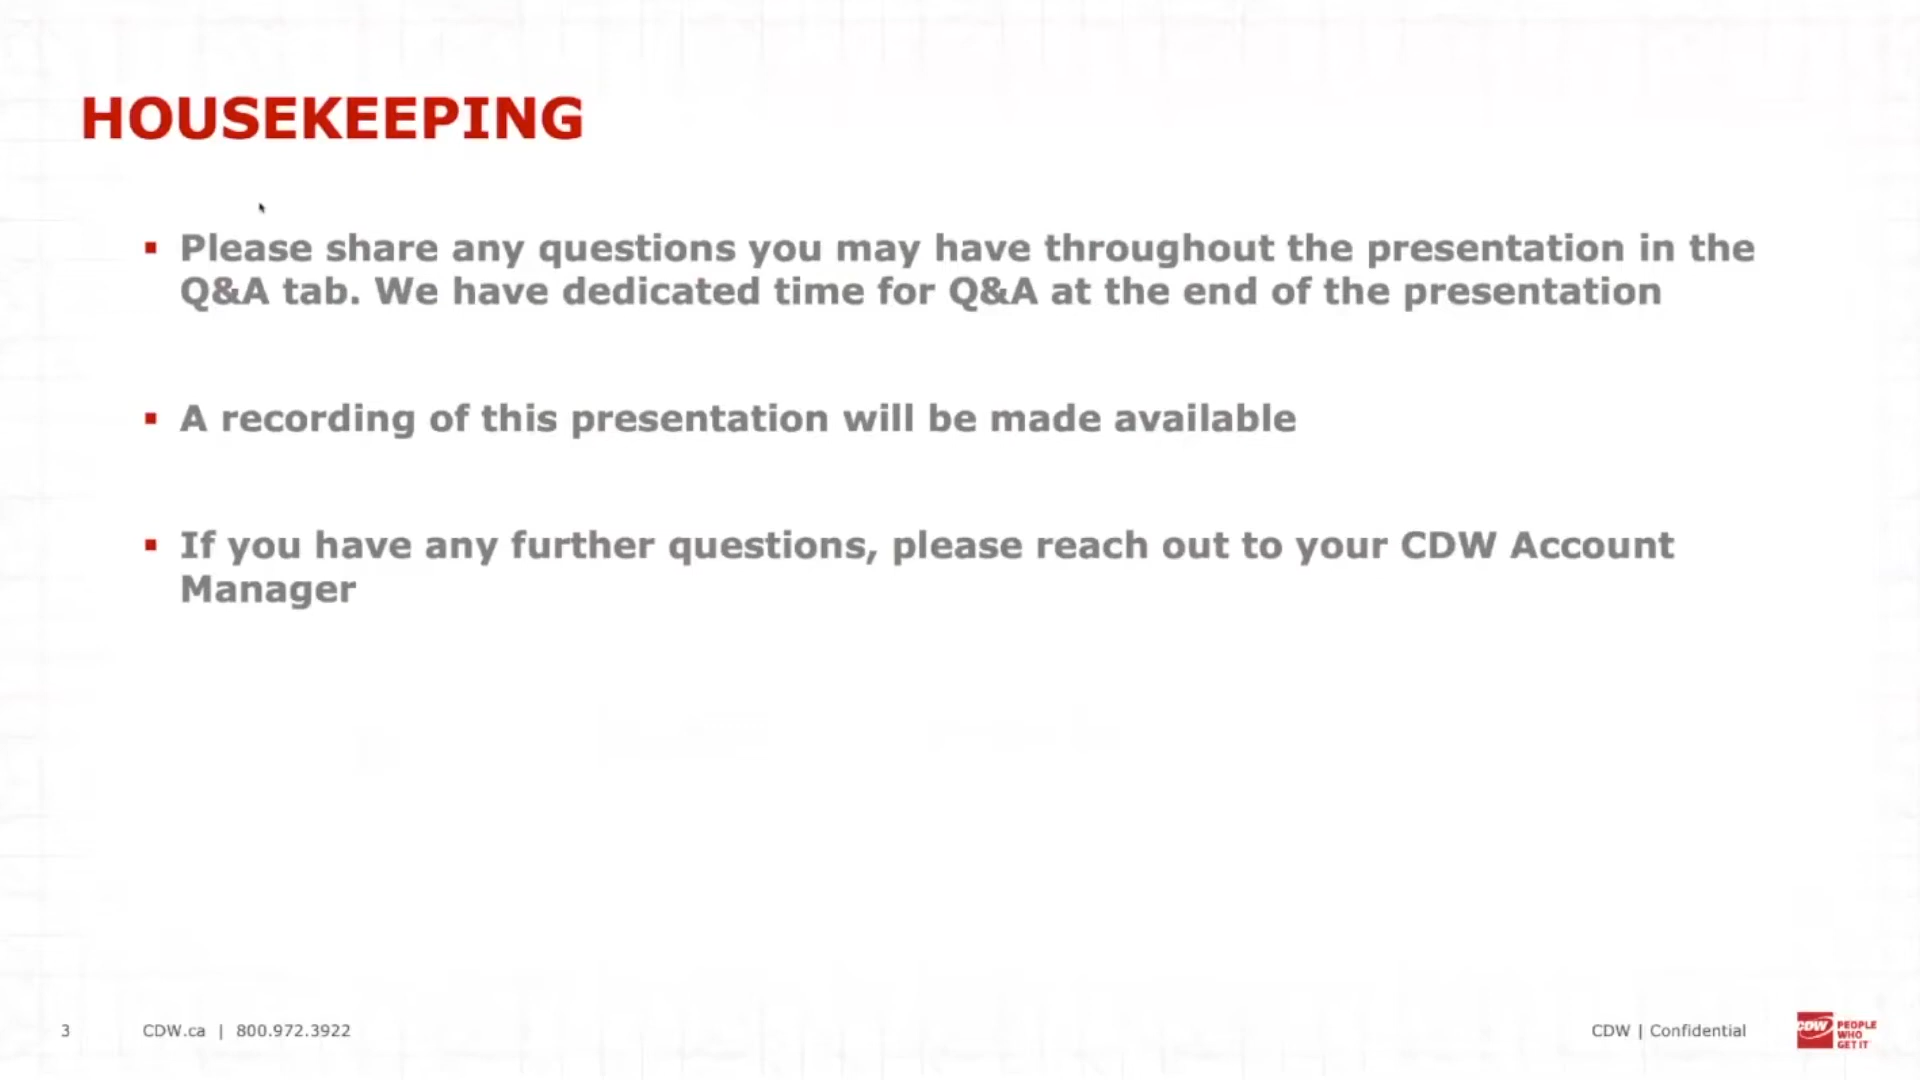 HOUSEKEEPING
▪ Please share any questions you may have throughout the presentation in the
Q&A tab. We have dedicated time for Q&A at the end of the presentation
▪ A recording of this presentation will be made available
▪ If you have any further questions, please reach out to your CDW Account
Manager
3
CDW.ca | 800.972.3922
CDW | Confidential
CDW
PEOPLE
WHO
GET IT